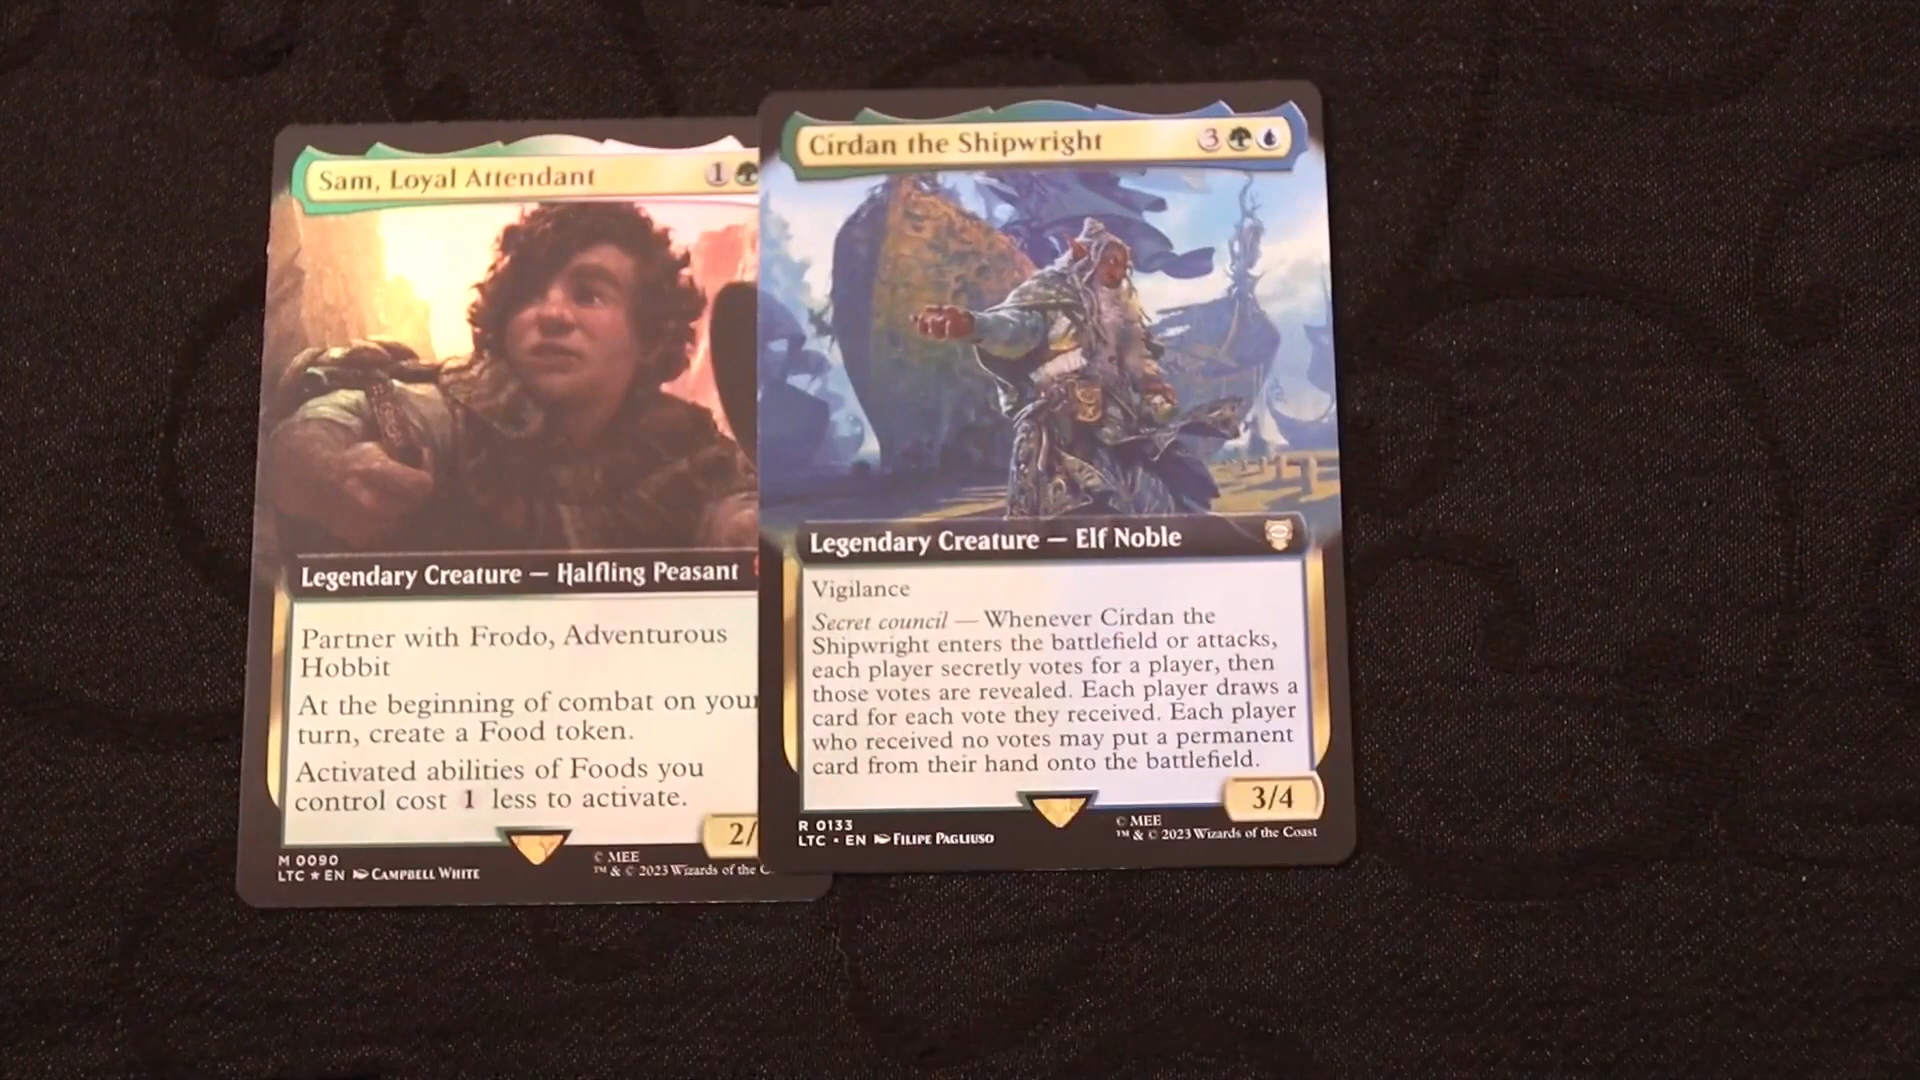 Sam, Loyal Attendant 1
Legendary Creature — Halfling Peasant
Partner with Frodo, Adventurous
Hobbit
At the beginning of combat on your
turn, create a Food token.
Activated abilities of Foods you
control cost 1 less to activate.
2/
M 0090
LTC ★ EN CAMPBELL WHITE
© MEE
™ & © 2023 Wizards of the C
Círdan the Shipwright 3
Legendary Creature — Elf Noble
Vigilance
Secret council — Whenever Círdan the
Shipwright enters the battlefield or attacks,
each player secretly votes for a player, then
those votes are revealed. Each player draws a
card for each vote they received. Each player
who received no votes may put a permanent
card from their hand onto the battlefield.
3/4
R 0133
LTC • EN FILIPE PAGLIUSO
© MEE
™ & © 2023 Wizards of the Coast